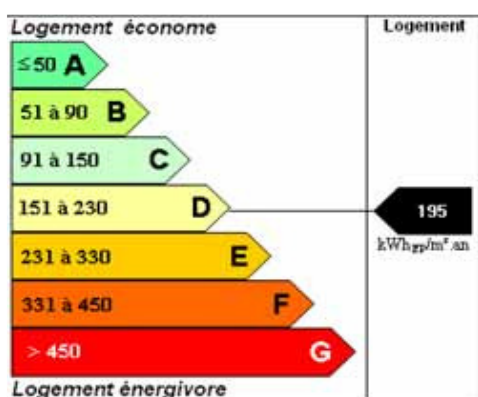 Logement économe
Logement
≤50 A
51 à 90 B
91 à 150 C
151 à 230 D
195
kWhEP/m².an
231 à 330 E
331 à 450 F
> 450 G
Logement énergivore